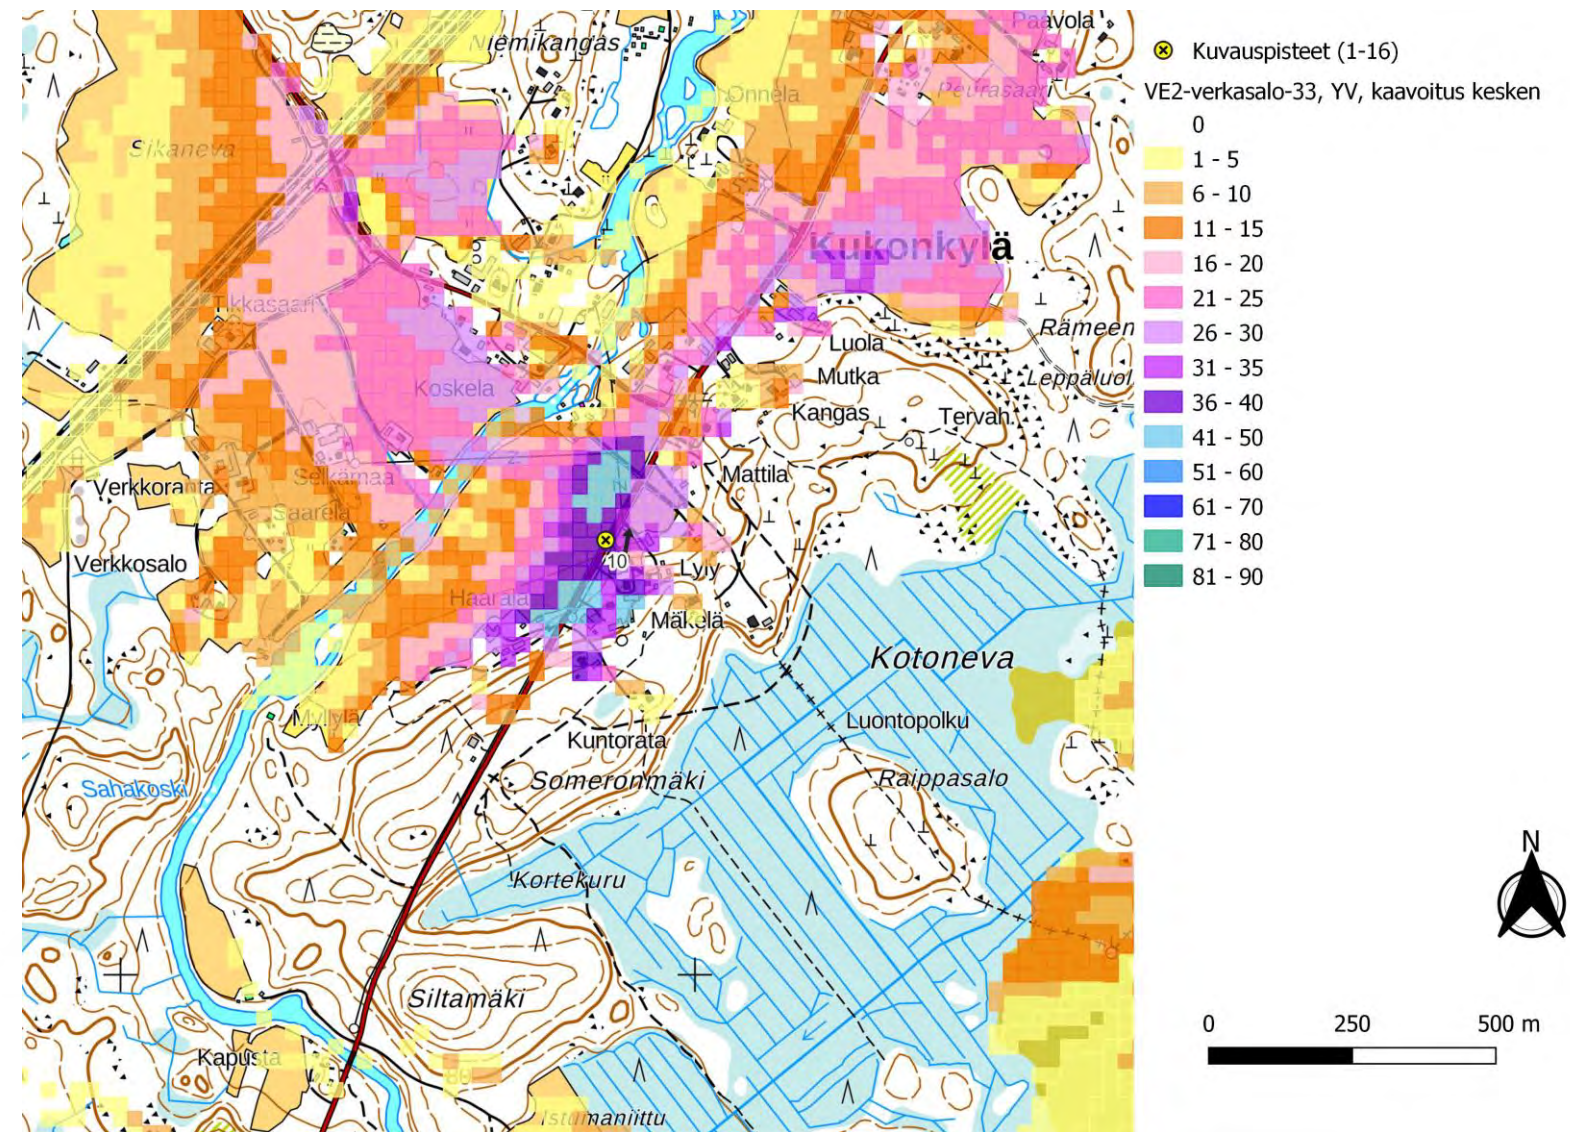 Niemikangas
Paavola
Onnela
Peurasaari
Sikaneva
Kukonkylä
Tikkasaari
Rämeen
Luola
Leppäluol
Mutka
Koskela
Kangas
Tervah.
Verkkoranta
Selkämaa
Mattila
Saarela
Verkkosalo
10
Lyly
Haarala
Mäkelä
Kotoneva
Myllylä
Luontopolku
Kuntorata
Someronmäki
Raippasalo
Sahakoski
Kortekuru
Siltamäki
Kapusta
Istumaniittu
Kuvauspisteet (1-16)
VE2-verkasalo-33, YV, kaavoitus kesken
0
1 - 5
6 - 10
11 - 15
16 - 20
21 - 25
26 - 30
31 - 35
36 - 40
41 - 50
51 - 60
61 - 70
71 - 80
81 - 90
N
0 250 500 m